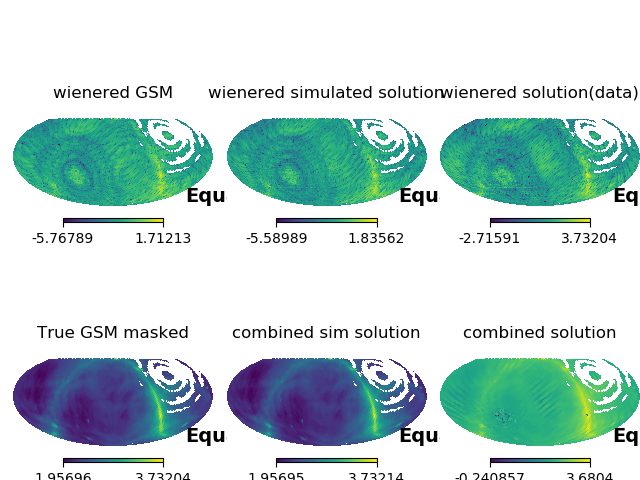 wienered GSM
wienered simulated solution
wienered solution(data)
Equ
Equ
Eq
-5.76789 1.71213
-5.58989 1.83562
-2.71591 3.73204
True GSM masked
combined sim solution
combined solution
Equ
Equ
Eq
1.95696 3.73204
1.95695 3.73214
-0.240857 3.6804